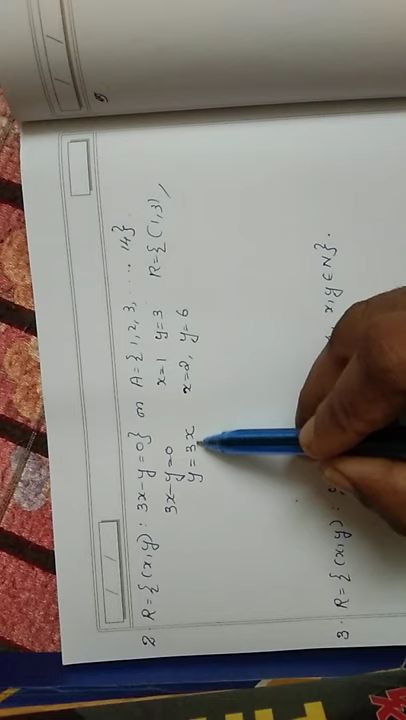 2. R = {(x,y) : 3x-y=0} on A = {1,2,3, .... 14}.
3x-y=0 x=1 y=3 R={(1,3),
y = 3x x=2, y=6
3. R = {(x,y) : x,y ∈ N}.